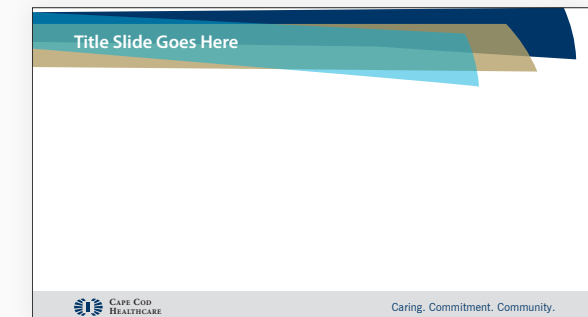 Title Slide Goes Here
Cape Cod
Healthcare
Caring. Commitment. Community.